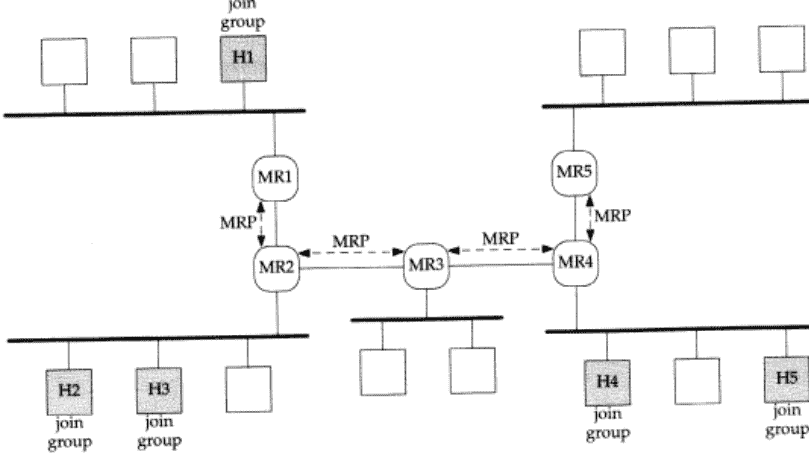 join
group
H1
MR1
MR5
MRP
MRP
MRP
MRP
MR2
MR3
MR4
H2
H3
H4
H5
join
group
join
group
join
group
join
group